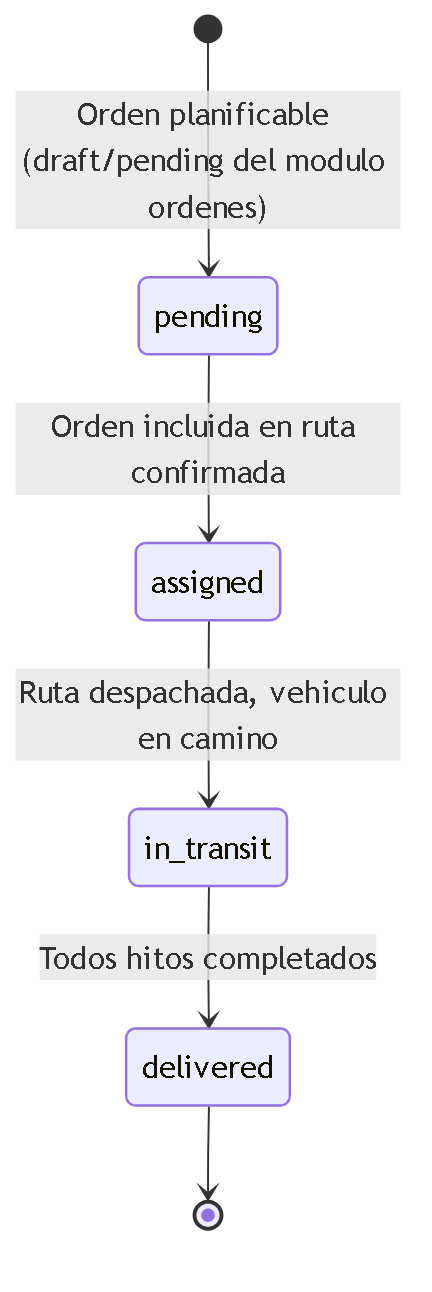 Orden planificable
(draft/pending del modulo
ordenes)
pending
Orden incluida en ruta
confirmada
assigned
Ruta despachada, vehiculo
en camino
in_transit
Todos hitos completados
delivered